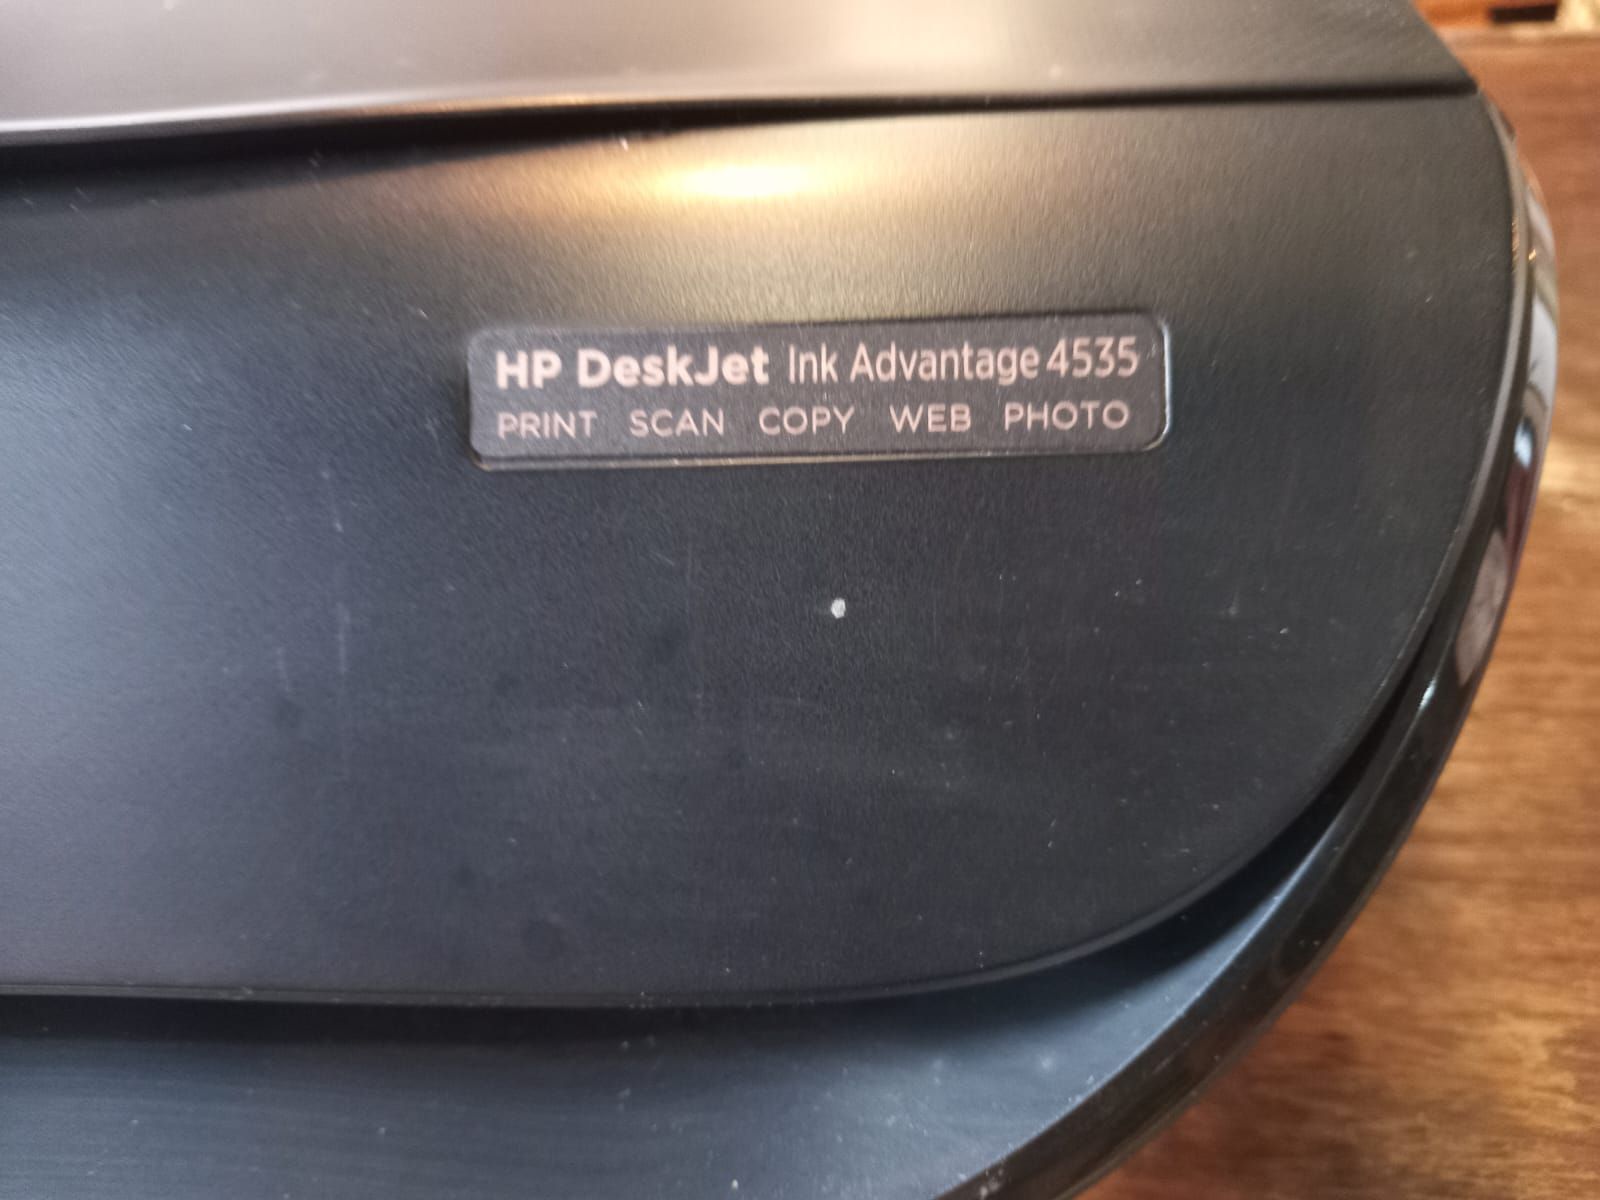 HP DeskJet Ink Advantage 4535
PRINT SCAN COPY WEB PHOTO